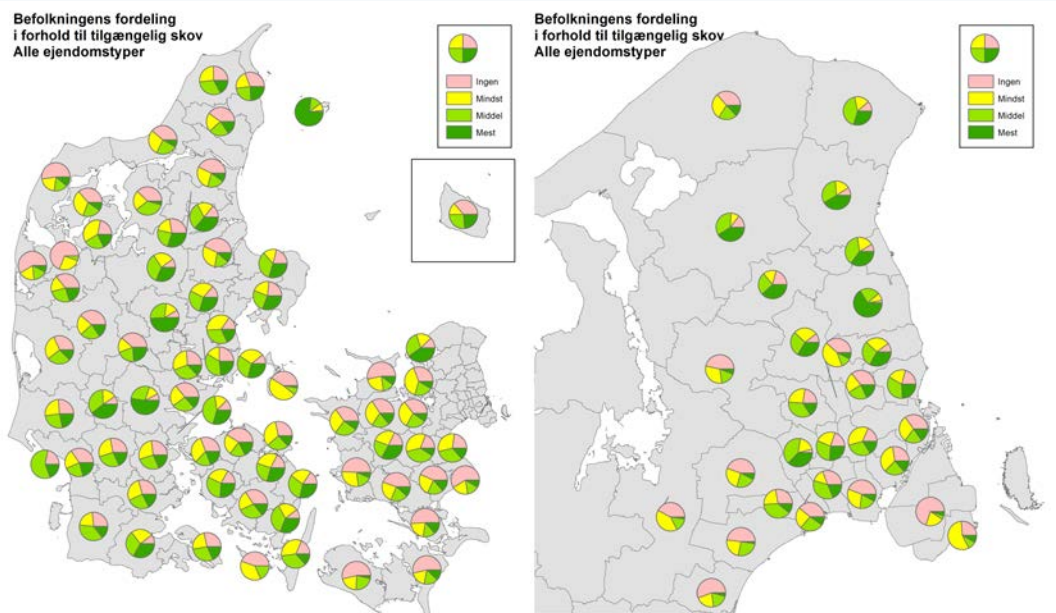 Befolkningens fordeling
i forhold til tilgængelig skov
Alle ejendomstyper
Ingen
Mindst
Middel
Mest
Befolkningens fordeling
i forhold til tilgængelig skov
Alle ejendomstyper
Ingen
Mindst
Middel
Mest